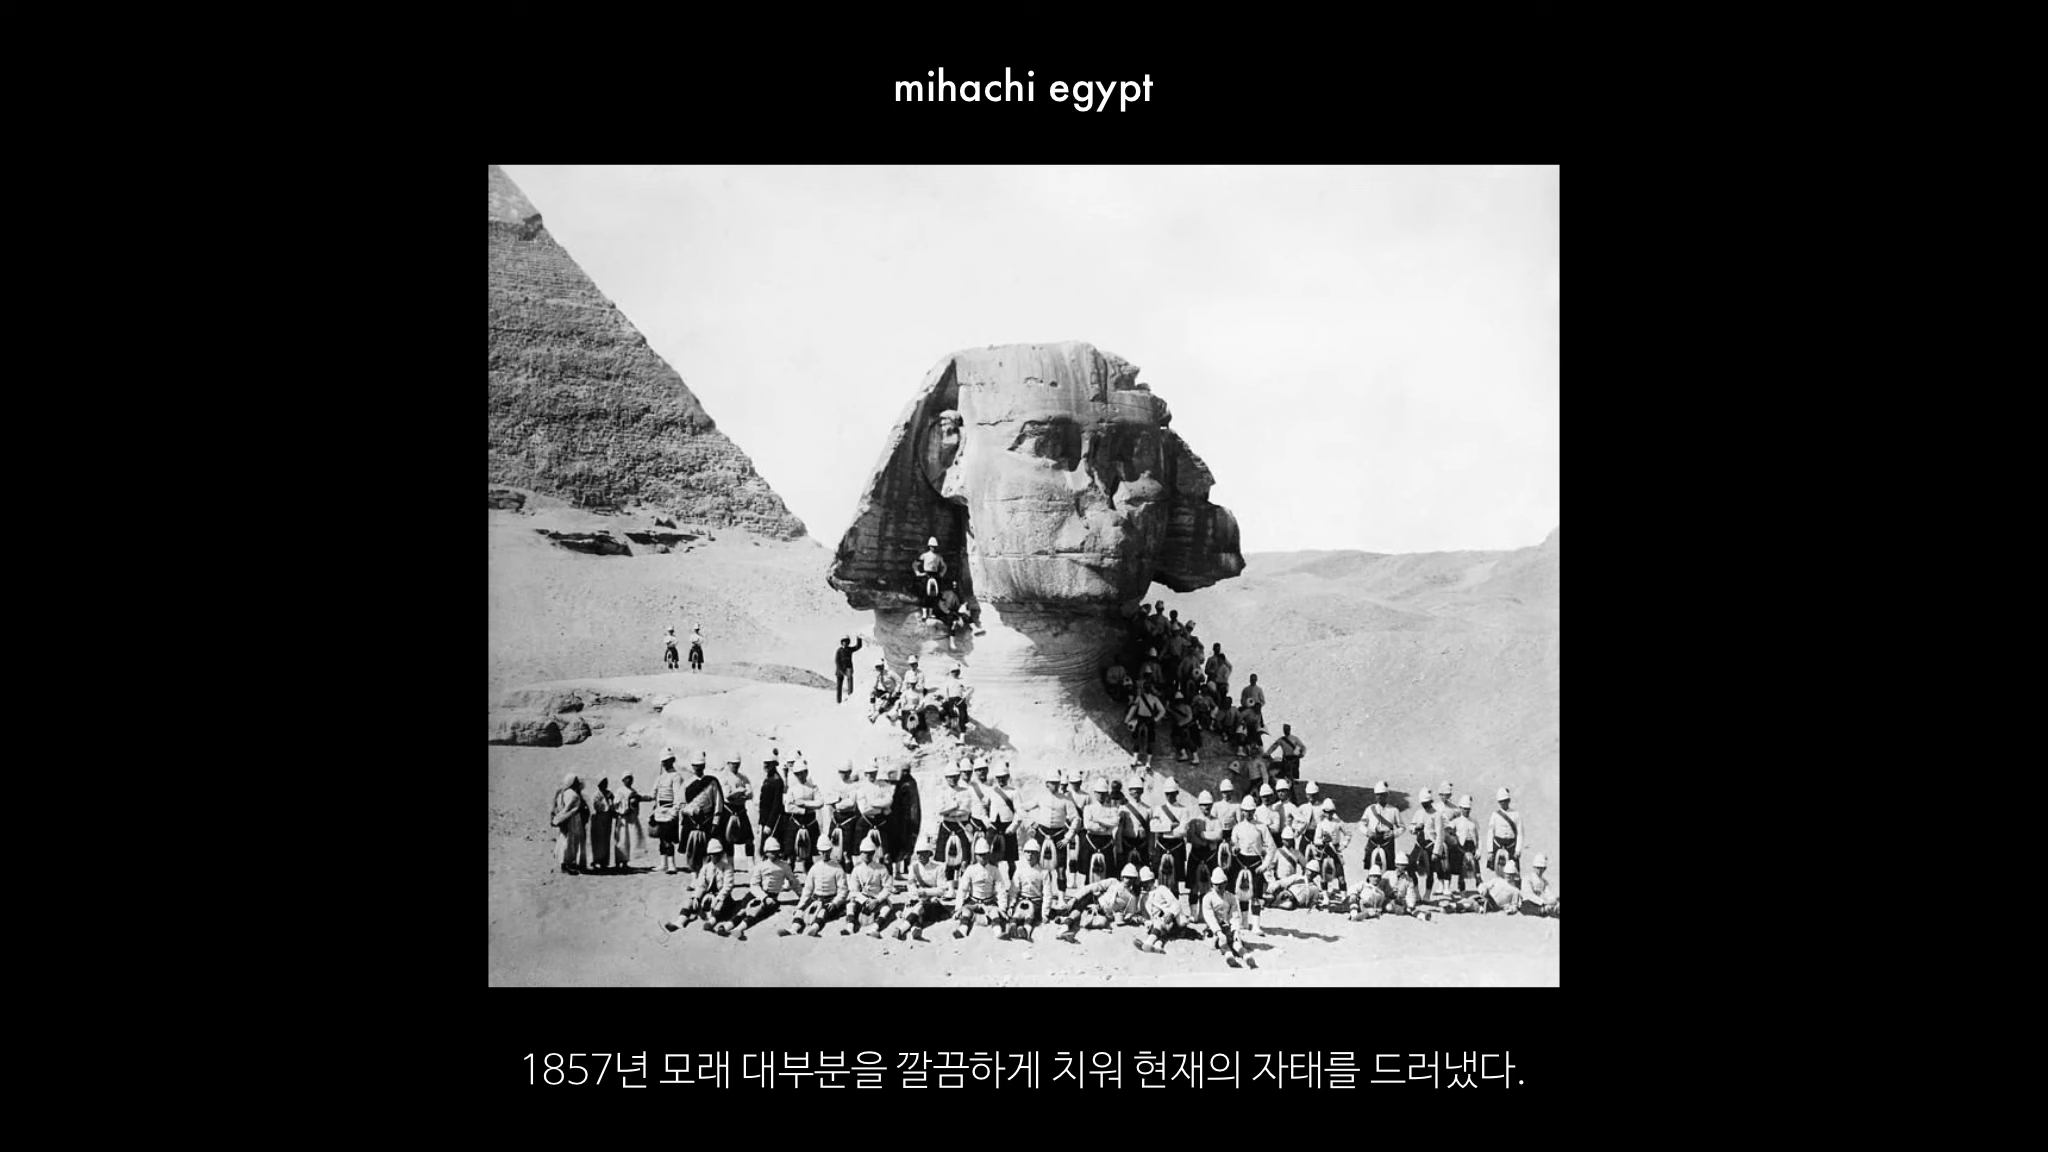 mihachi egypt
1857년 모래 대부분을 깔끔하게 치워 현재의 자태를 드러냈다.